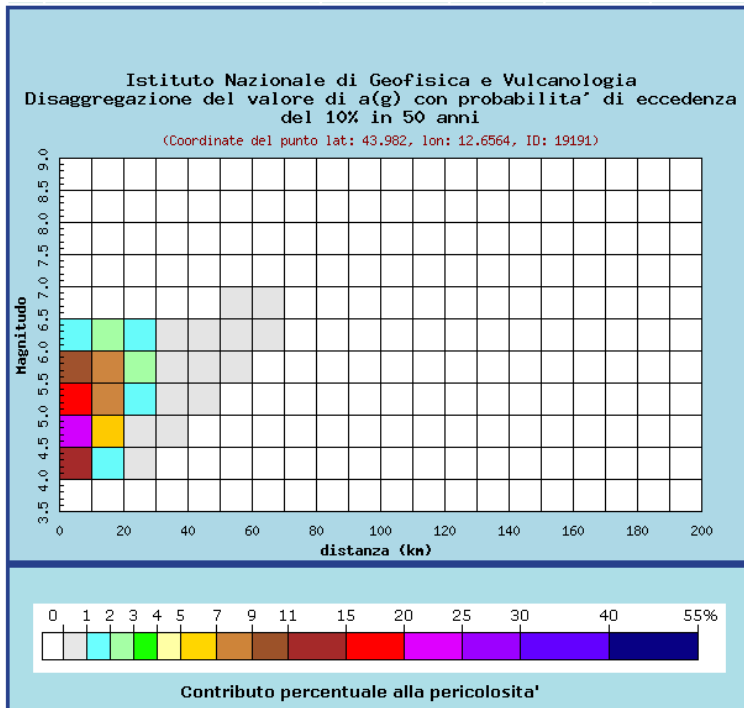 Istituto Nazionale di Geofisica e Vulcanologia
Disaggregazione del valore di a(g) con probabilita´ di eccedenza
del 10% in 50 anni
(Coordinate del punto lat: 43.982, lon: 12.6564, ID: 19191)
Magnitudo
9.0
8.5
8.0
7.5
7.0
6.5
6.0
5.5
5.0
4.5
4.0
3.5
0 20 40 60 80 100 120 140 160 180 200
distanza (km)
0 1 2 3 4 5 7 9 11 15 20 25 30 40 55%
Contributo percentuale alla pericolosita'